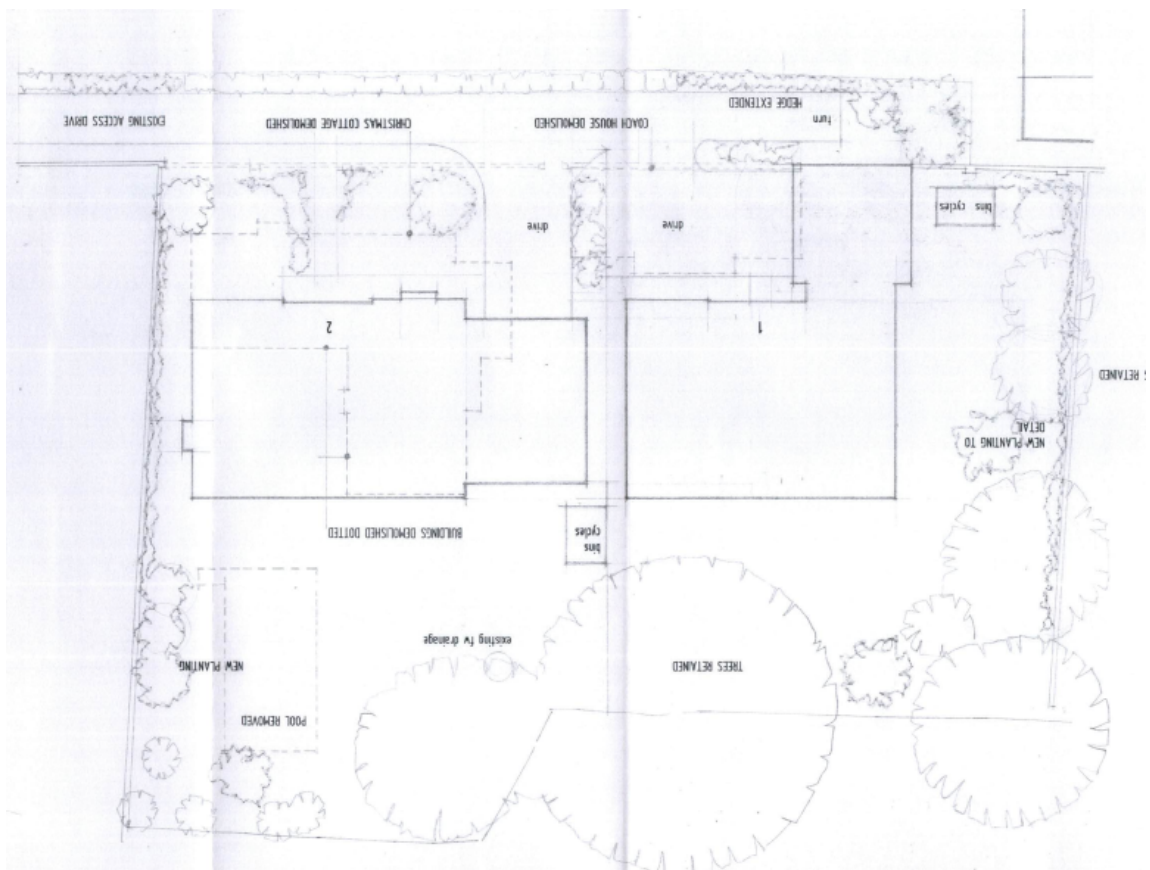 POOL REMOVED
TREES RETAINED
NEW PLANTING
existing fw drainage
bins
cycles
BUILDINGS DEMOLISHED DOTTED
NEW PLANTING TO
DETAIL
RETAINED
1
2
drive
drive
bins cycles
COACH HOUSE DEMOLISHED
CHRISTMAS COTTAGE DEMOLISHED
EXISTING ACCESS DRIVE
turn
HEDGE EXTENDED